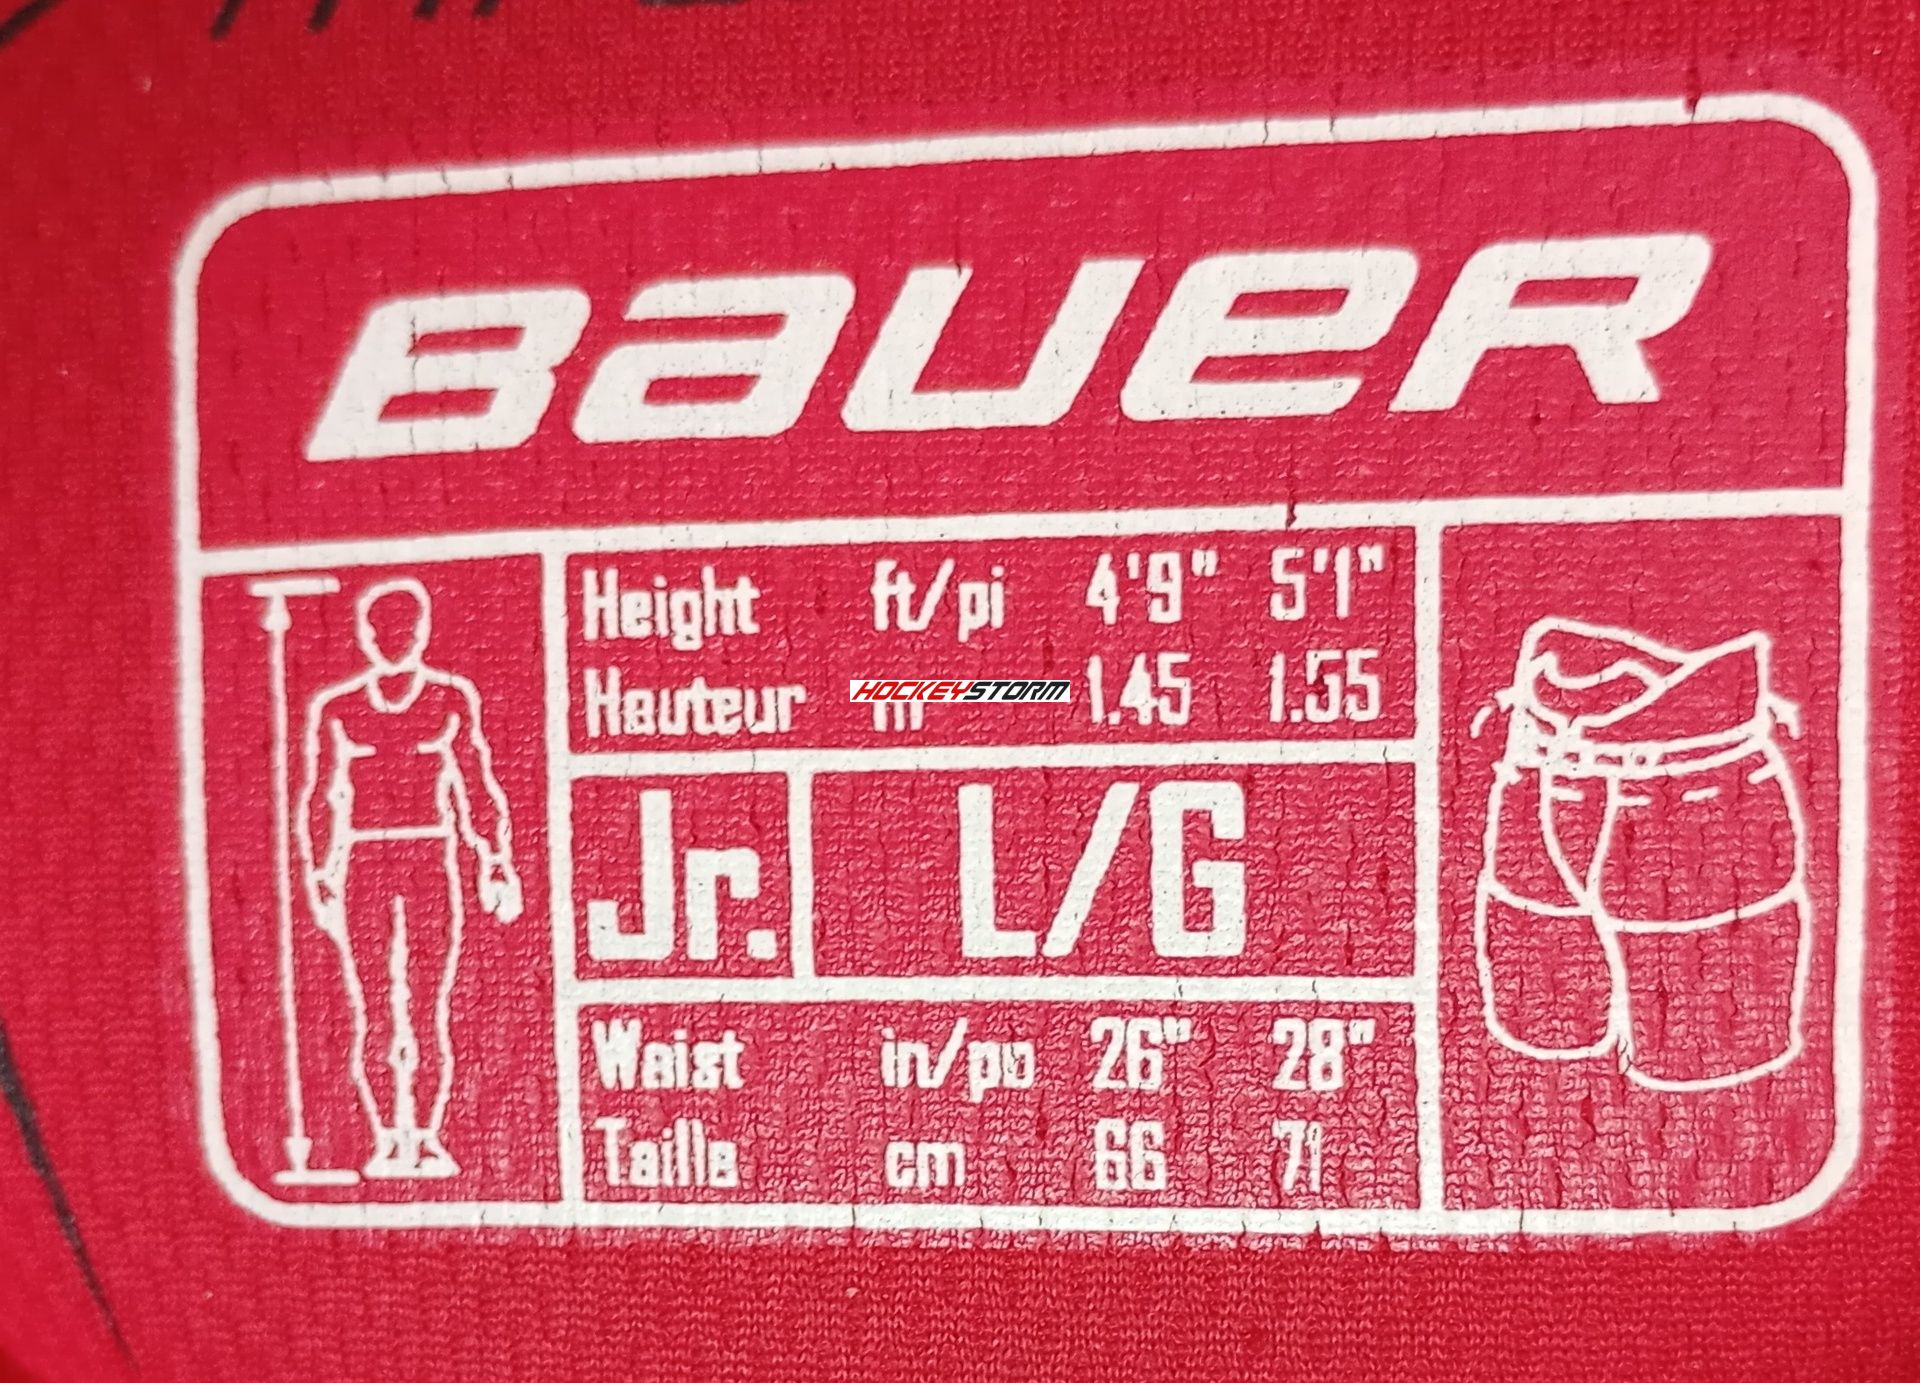 BAUER
Height ft/pi 4'9" 5'1"
Hauteur m 1.45 1.55
HOCKEYSTORM
Jr. L/G
Waist in/po 26" 28"
Taille cm 66 71